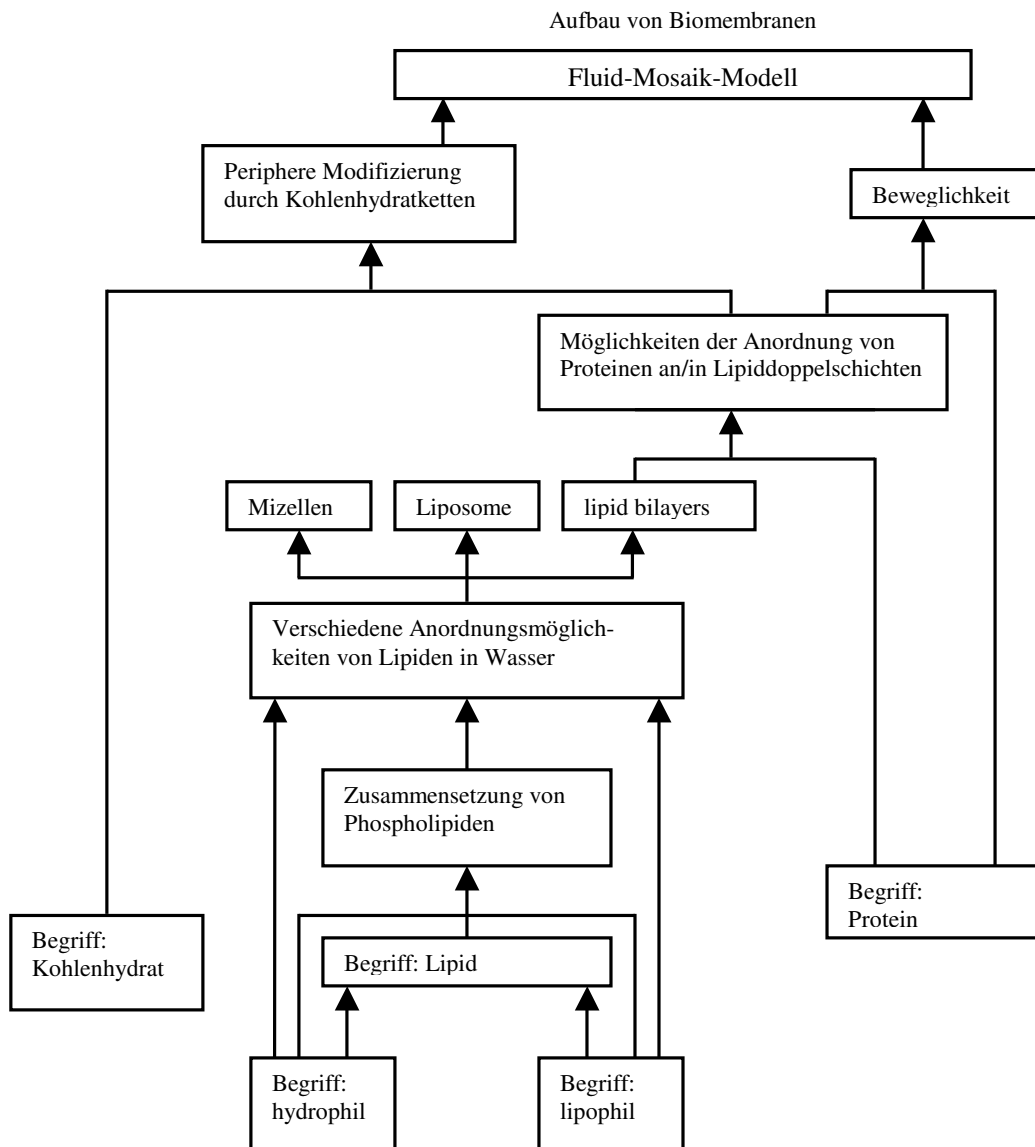 Aufbau von Biomembranen
Fluid-Mosaik-Modell
Periphere Modifizierung
durch Kohlenhydratketten
Beweglichkeit
Möglichkeiten der Anordnung von
Proteinen an/in Lipiddoppelschichten
Mizellen
Liposome
lipid bilayers
Verschiedene Anordnungsmöglich-
keiten von Lipiden in Wasser
Zusammensetzung von
Phospholipiden
Begriff:
Protein
Begriff:
Kohlenhydrat
Begriff: Lipid
Begriff:
hydrophil
Begriff:
lipophil